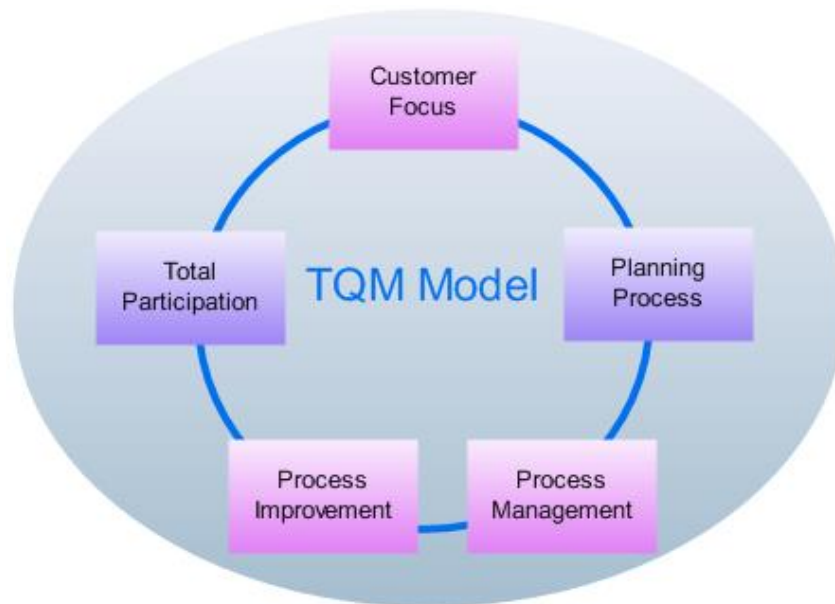 Customer
Focus
Total
Participation
TQM Model
Planning
Process
Process
Improvement
Process
Management